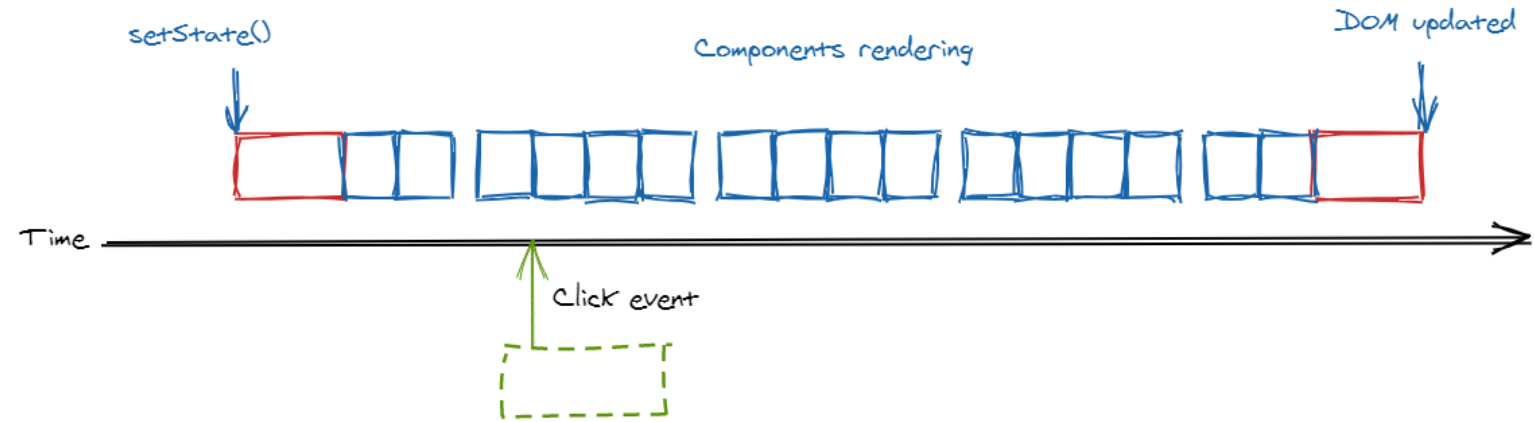 setState()
Components rendering
DOM updated
Time
Click event